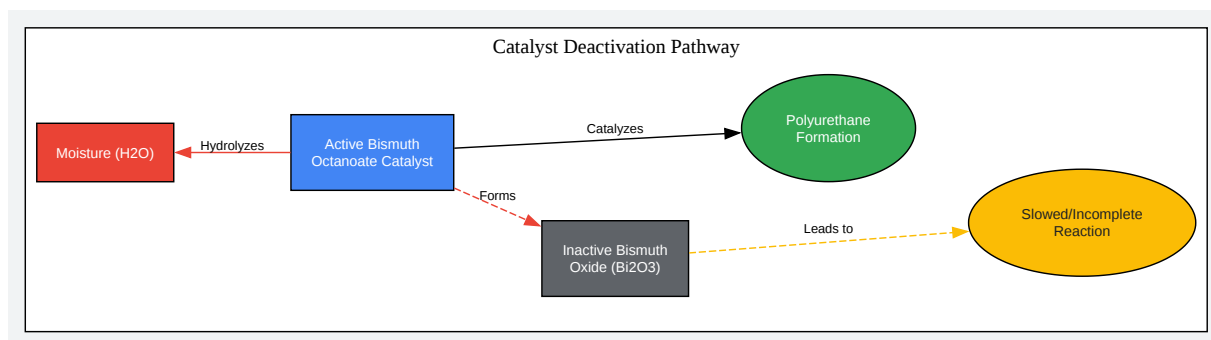 Catalyst Deactivation Pathway
Moisture (H2O)
Hydrolyzes
Active Bismuth
Octanoate Catalyst
Catalyzes
Polyurethane
Formation
Forms
Inactive Bismuth
Oxide (Bi2O3)
Leads to
Slowed/Incomplete
Reaction